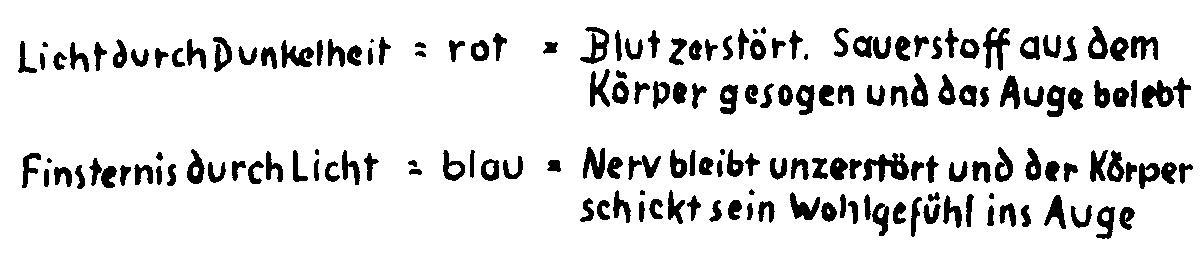 Licht durch Dunkelheit = rot = Blut zerstört. Sauerstoff aus dem
Körper gesogen und das Auge belebt
Finsternis durch Licht = blau = Nerv bleibt unzerstört und der Körper
schickt sein Wohlgefühl ins Auge